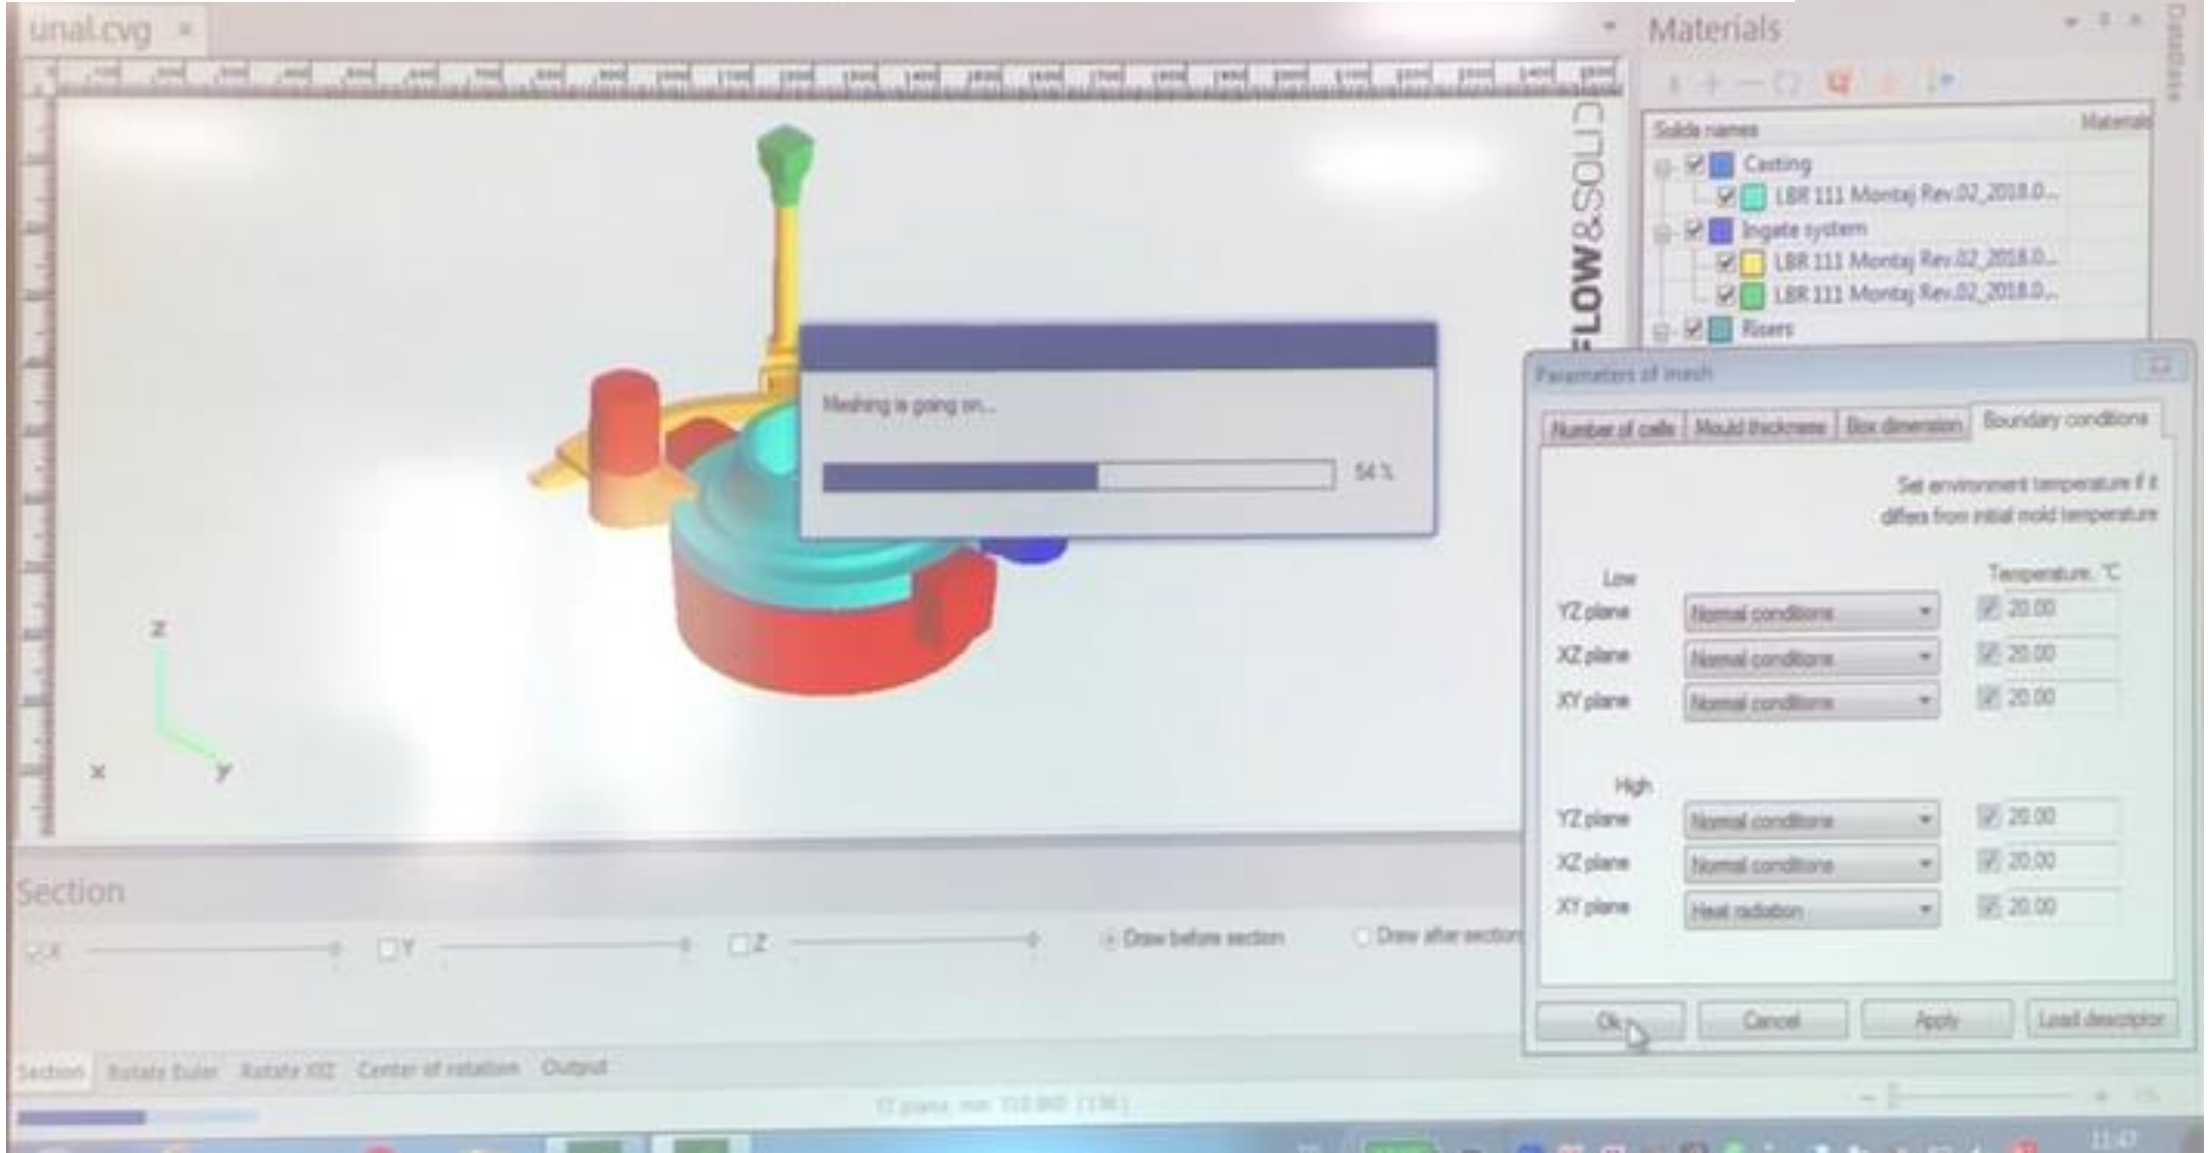 unal.cvg
Materials
DataBase
FLOW&SOLID
Solids names
Materials
Casting
LBR 111 Montaj Rev.02_2018.0...
Ingate system
LBR 111 Montaj Rev.02_2018.0...
LBR 111 Montaj Rev.02_2018.0...
Risers
Meshing is going on...
54 %
Parameters of mesh
Number of cells
Mould thickness
Box dimension
Boundary conditions
Set environment temperature if it
differs from initial mold temperature
Low
Temperature, °C
YZ plane
Normal conditions
20.00
XZ plane
Normal conditions
20.00
XY plane
Normal conditions
20.00
High
YZ plane
Normal conditions
20.00
XZ plane
Normal conditions
20.00
XY plane
Heat radiation
20.00
Ok
Cancel
Apply
Load descriptor
z
x
y
Section
X
Y
Z
Draw before section
Draw after section
Section
Rotate Euler
Rotate XYZ
Center of rotation
Output
11:47